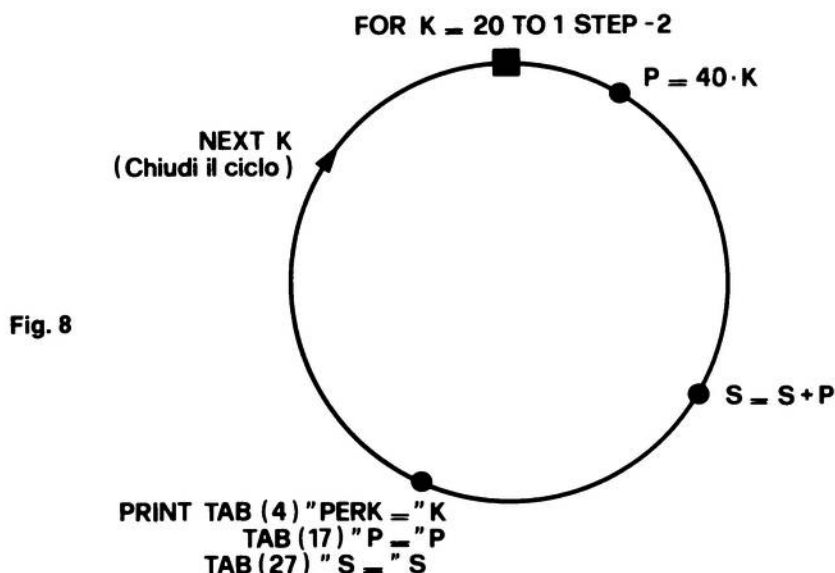 FOR K = 20 TO 1 STEP -2
P = 40·K
NEXT K
(Chiudi il ciclo)
Fig. 8
S = S + P
PRINT TAB (4) "PERK = "K
TAB (17) "P = "P
TAB (27) "S = "S